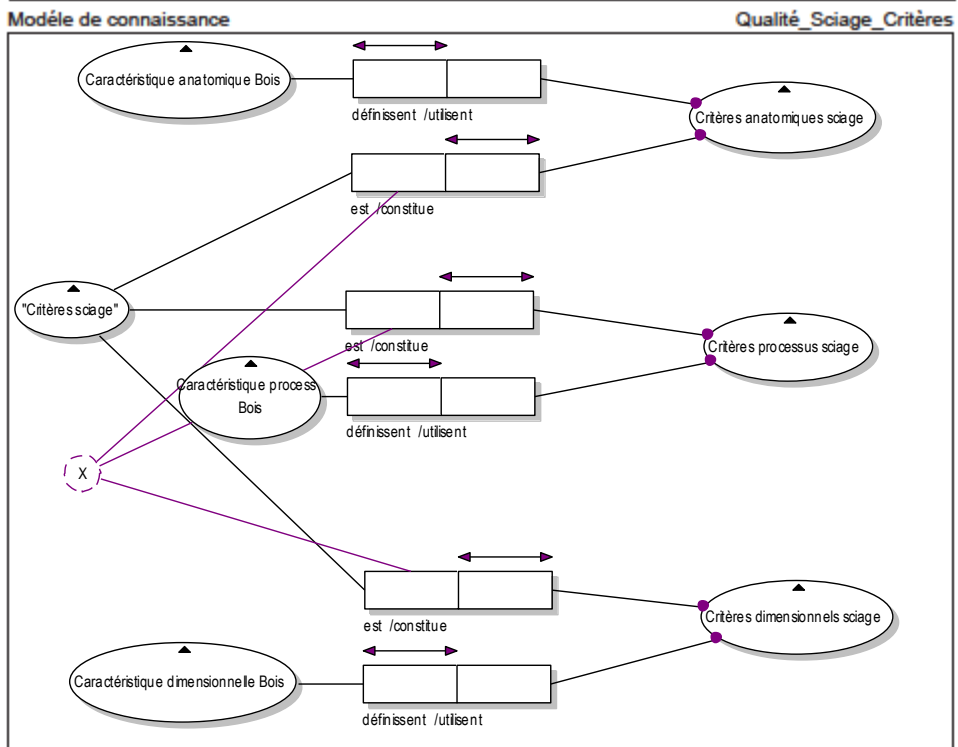 Modéle de connaissance
Qualité_Sciage_Critères
Caractéristique anatomique Bois
définissent /utilisent
Critères anatomiques sciage
est /constitue
"Critères sciage"
est /constitue
Critères processus sciage
Caractéristique process
Bois
définissent /utilisent
X
est /constitue
Critères dimensionnels sciage
Caractéristique dimensionnelle Bois
définissent /utilisent